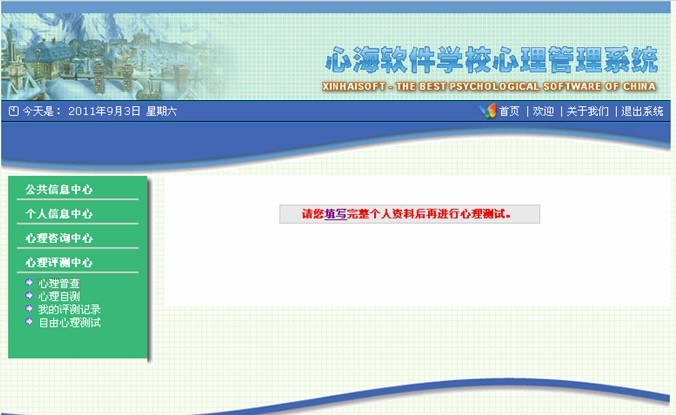 心海软件学校心理管理系统
XINHAISOFT - THE BEST PSYCHOLOGICAL SOFTWARE OF CHINA
今天是： 2011年9月3日 星期六
首页 | 欢迎 | 关于我们 | 退出系统
公共信息中心
个人信息中心
心理咨询中心
心理评测中心
心理普查
心理自测
我的评测记录
自由心理测试
请您填写完整个人资料后再进行心理测试。